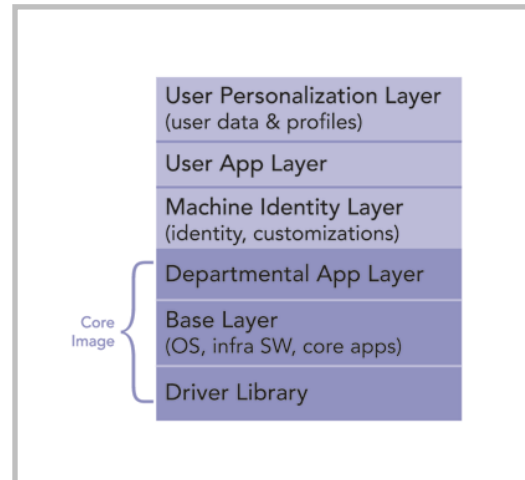 User Personalization Layer
(user data & profiles)
User App Layer
Machine Identity Layer
(identity, customizations)
Departmental App Layer
Core
Image
Base Layer
(OS, infra SW, core apps)
Driver Library